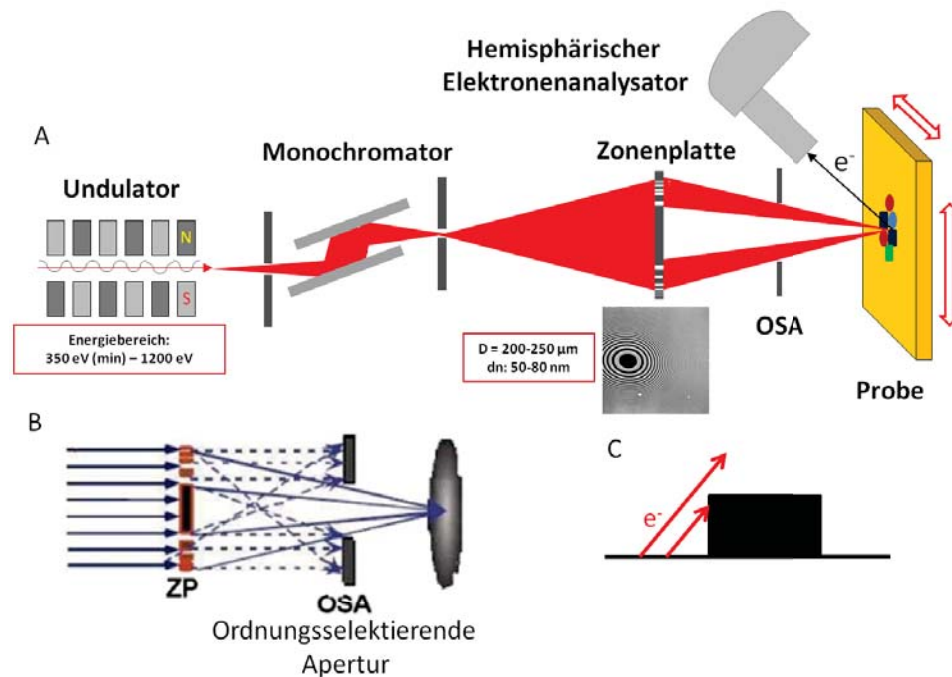 Hemisphärischer
Elektronenanalysator
A
Monochromator
Zonenplatte
e⁻
Undulator
N
S
Energiebereich:
350 eV (min) – 1200 eV
D = 200-250 µm
dn: 50-80 nm
OSA
Probe
B
C
e⁻
ZP
OSA
Ordnungsselektierende
Apertur